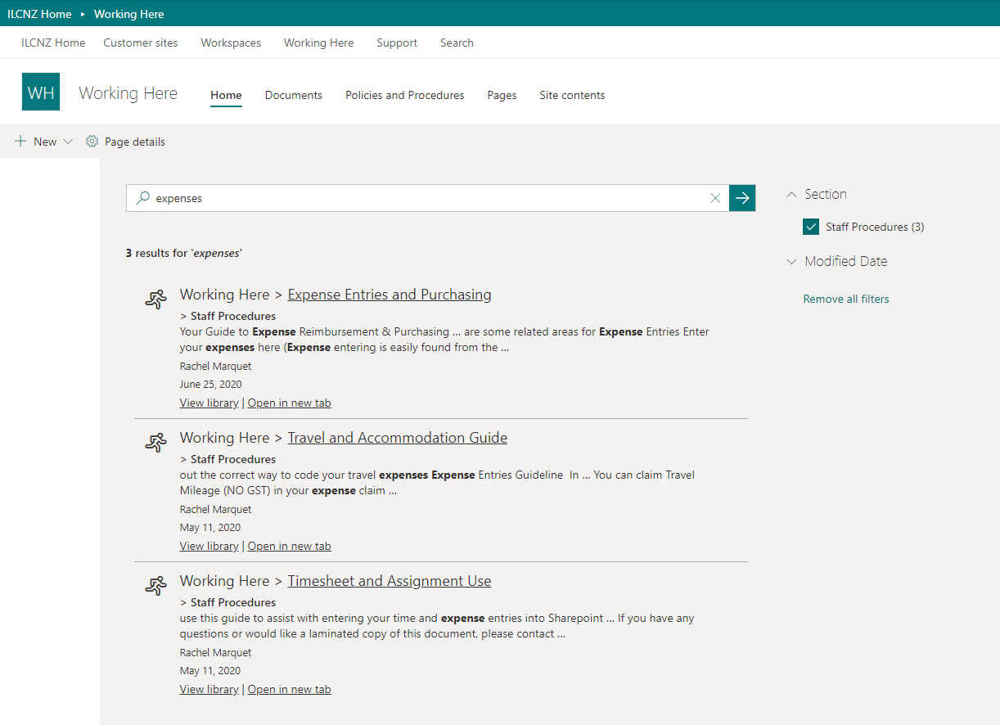 ILCNZ Home ▸ Working Here
ILCNZ Home Customer sites Workspaces Working Here Support Search
WH Working Here Home Documents Policies and Procedures Pages Site contents
New Page details
expenses
3 results for 'expenses'
Working Here > Expense Entries and Purchasing
> Staff Procedures
Your Guide to Expense Reimbursement & Purchasing ... are some related areas for Expense Entries Enter
your expenses here (Expense entering is easily found from the ...
Rachel Marquet
June 25, 2020
View library | Open in new tab
Working Here > Travel and Accommodation Guide
> Staff Procedures
out the correct way to code your travel expenses Expense Entries Guideline In ... You can claim Travel
Mileage (NO GST) in your expense claim ...
Rachel Marquet
May 11, 2020
View library | Open in new tab
Working Here > Timesheet and Assignment Use
> Staff Procedures
use this guide to assist with entering your time and expense entries into Sharepoint ... If you have any
questions or would like a laminated copy of this document, please contact ...
Rachel Marquet
May 11, 2020
View library | Open in new tab
Section
Staff Procedures (3)
Modified Date
Remove all filters